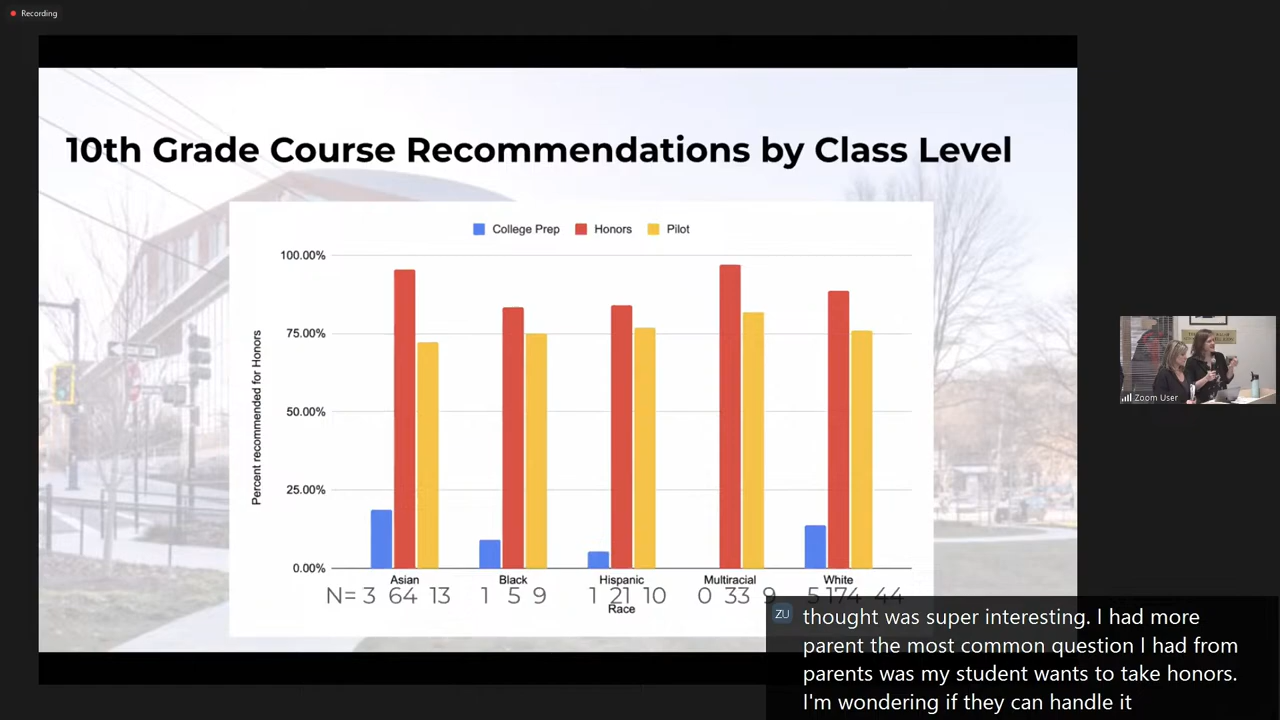 Recording
10th Grade Course Recommendations by Class Level
College Prep Honors Pilot
100.00%
75.00%
50.00%
25.00%
0.00%
Percent recommended for Honors
Asian Black Hispanic Multiracial White
N= 3 64 13 1 5 9 1 21 10 0 33 9 5 174 44
Race
Zoom User
ZU
thought was super interesting. I had more
parent the most common question I had from
parents was my student wants to take honors.
I'm wondering if they can handle it